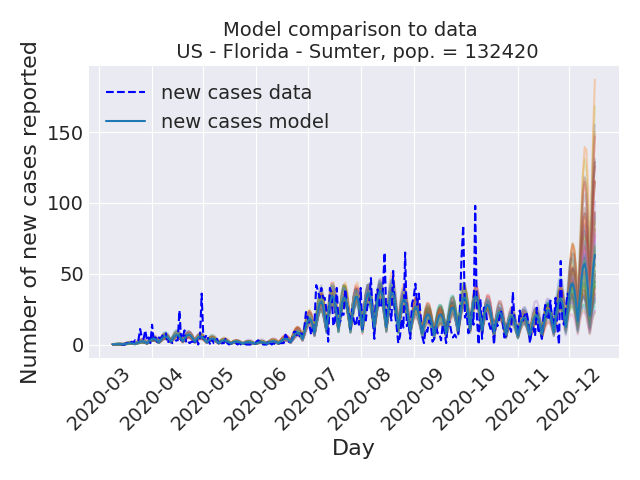 Model comparison to data
US - Florida - Sumter, pop. = 132420
Number of new cases reported
new cases data
new cases model
150
100
50
0
2020-03
2020-04
2020-05
2020-06
2020-07
2020-08
2020-09
2020-10
2020-11
2020-12
Day